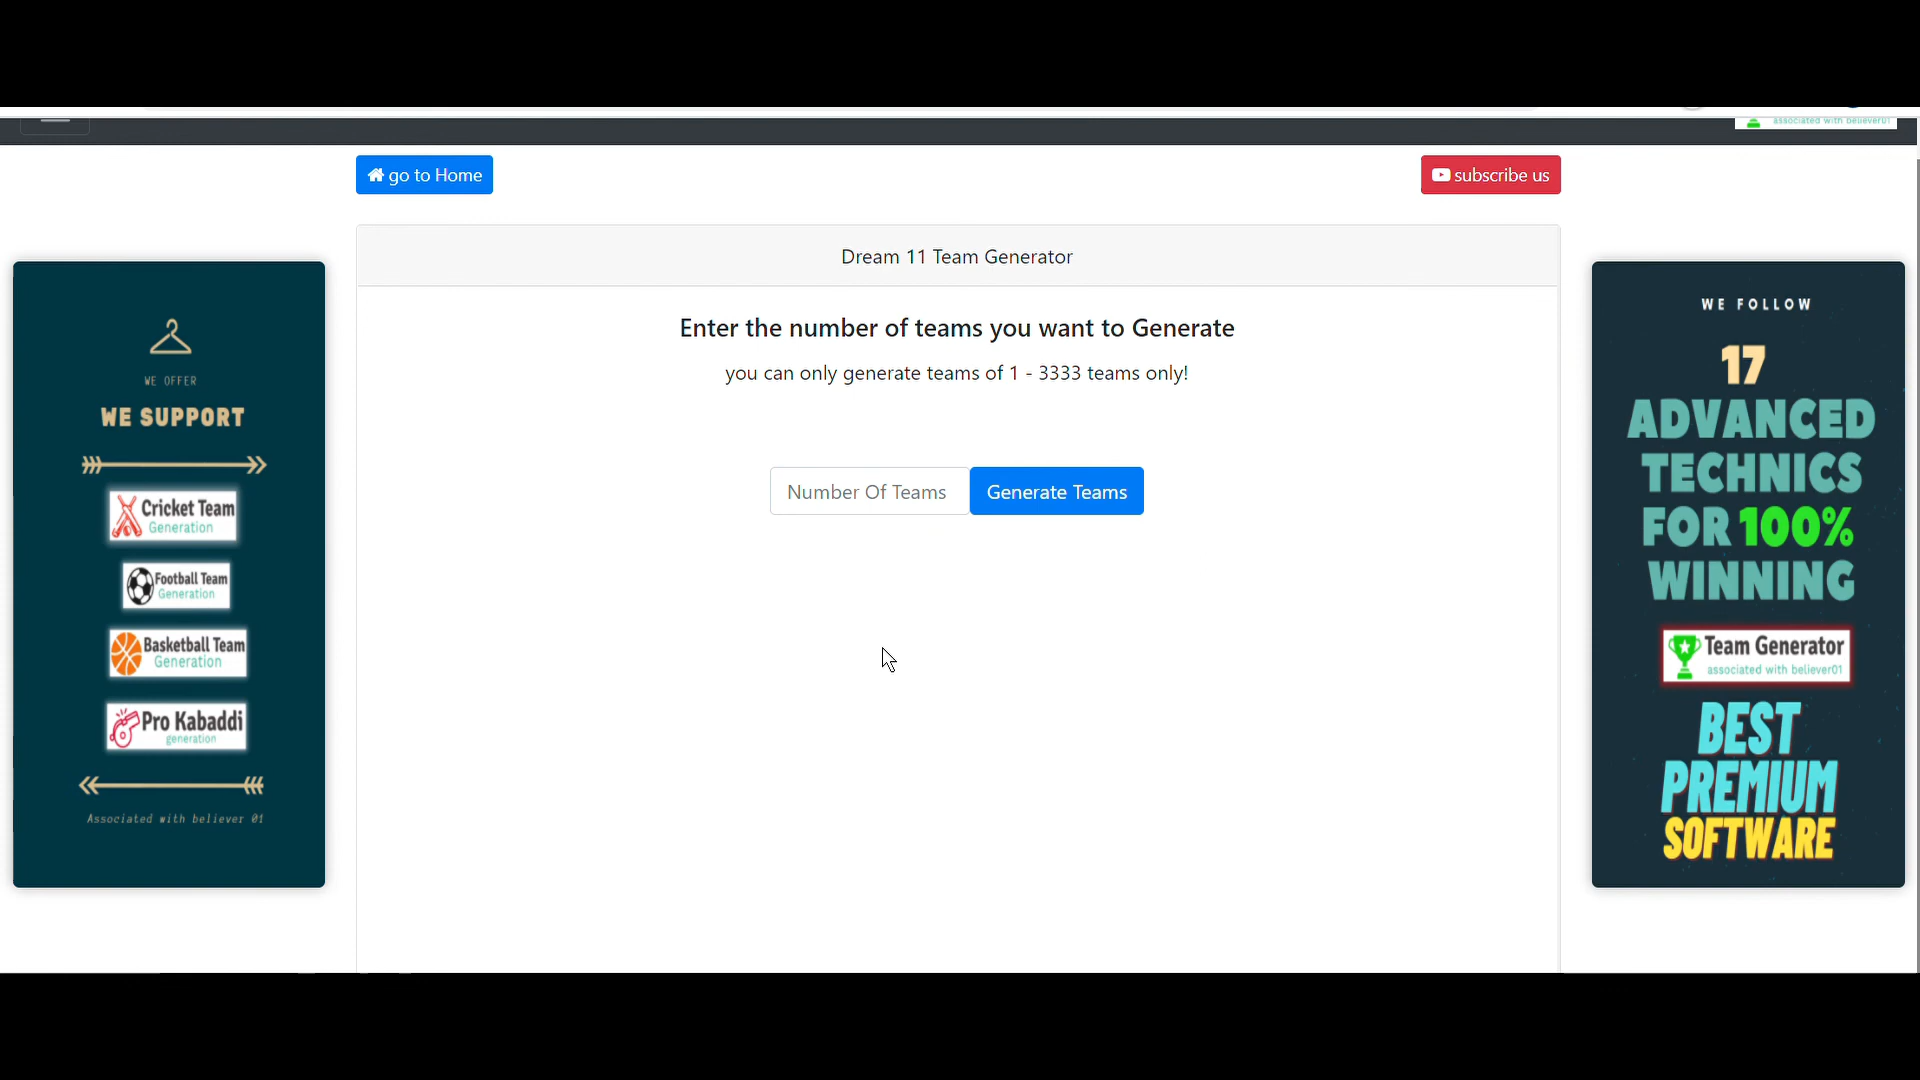 associated with believer01
go to Home
subscribe us
Dream 11 Team Generator
Enter the number of teams you want to Generate
you can only generate teams of 1 - 3333 teams only!
Number Of Teams
Generate Teams
WE OFFER
WE SUPPORT
Cricket Team
Generation
Football Team
Generation
Basketball Team
Generation
Pro Kabaddi
generation
Associated with believer 01
WE FOLLOW
17
ADVANCED
TECHNICS
FOR 100%
WINNING
Team Generator
associated with believer01
BEST
PREMIUM
SOFTWARE